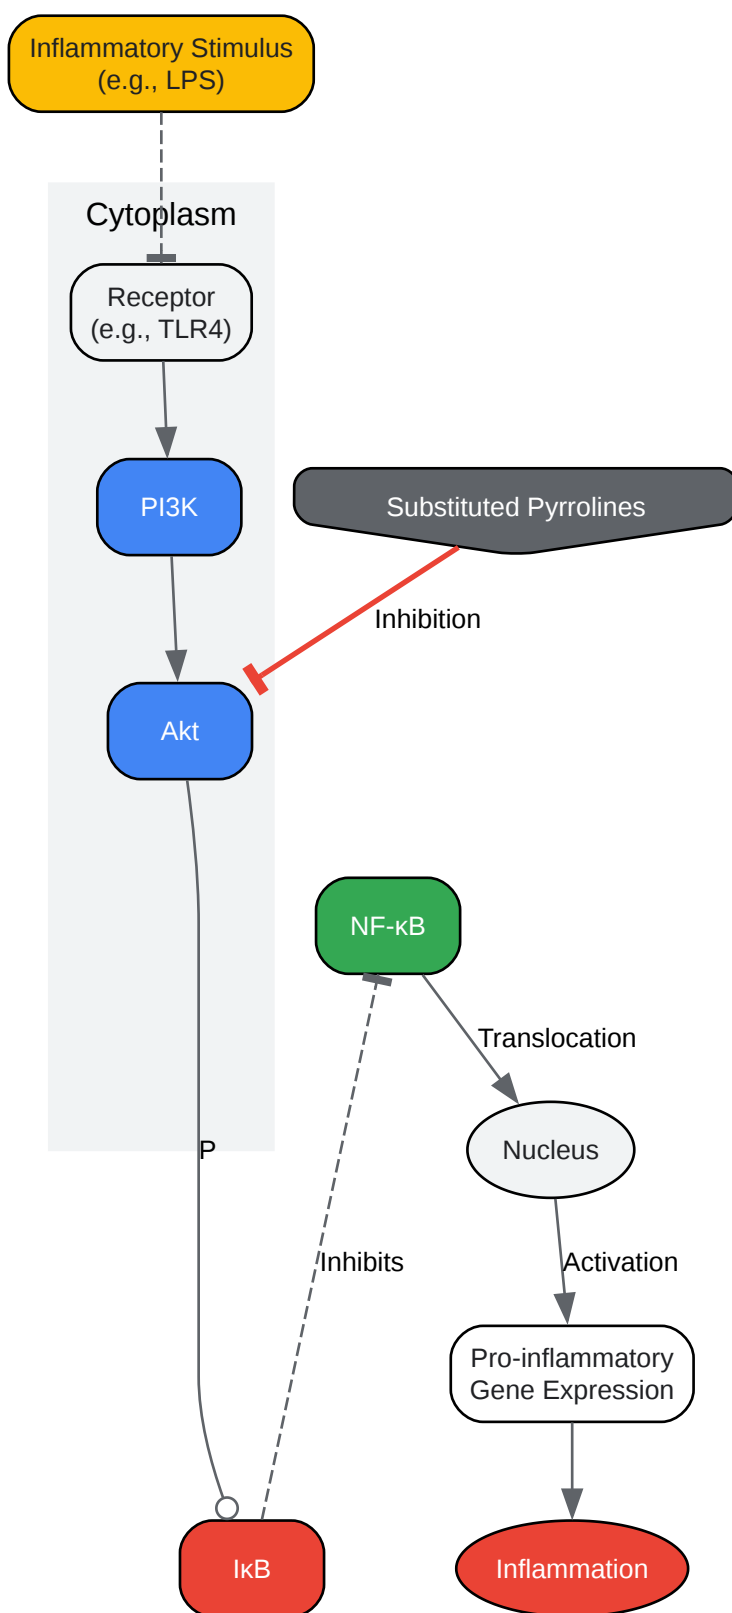 Inflammatory Stimulus
(e.g., LPS)
Cytoplasm
Receptor
(e.g., TLR4)
PI3K
Substituted Pyrrolines
Inhibition
Akt
NF-κB
Translocation
P
Nucleus
Inhibits
Activation
Pro-inflammatory
Gene Expression
IκB
Inflammation